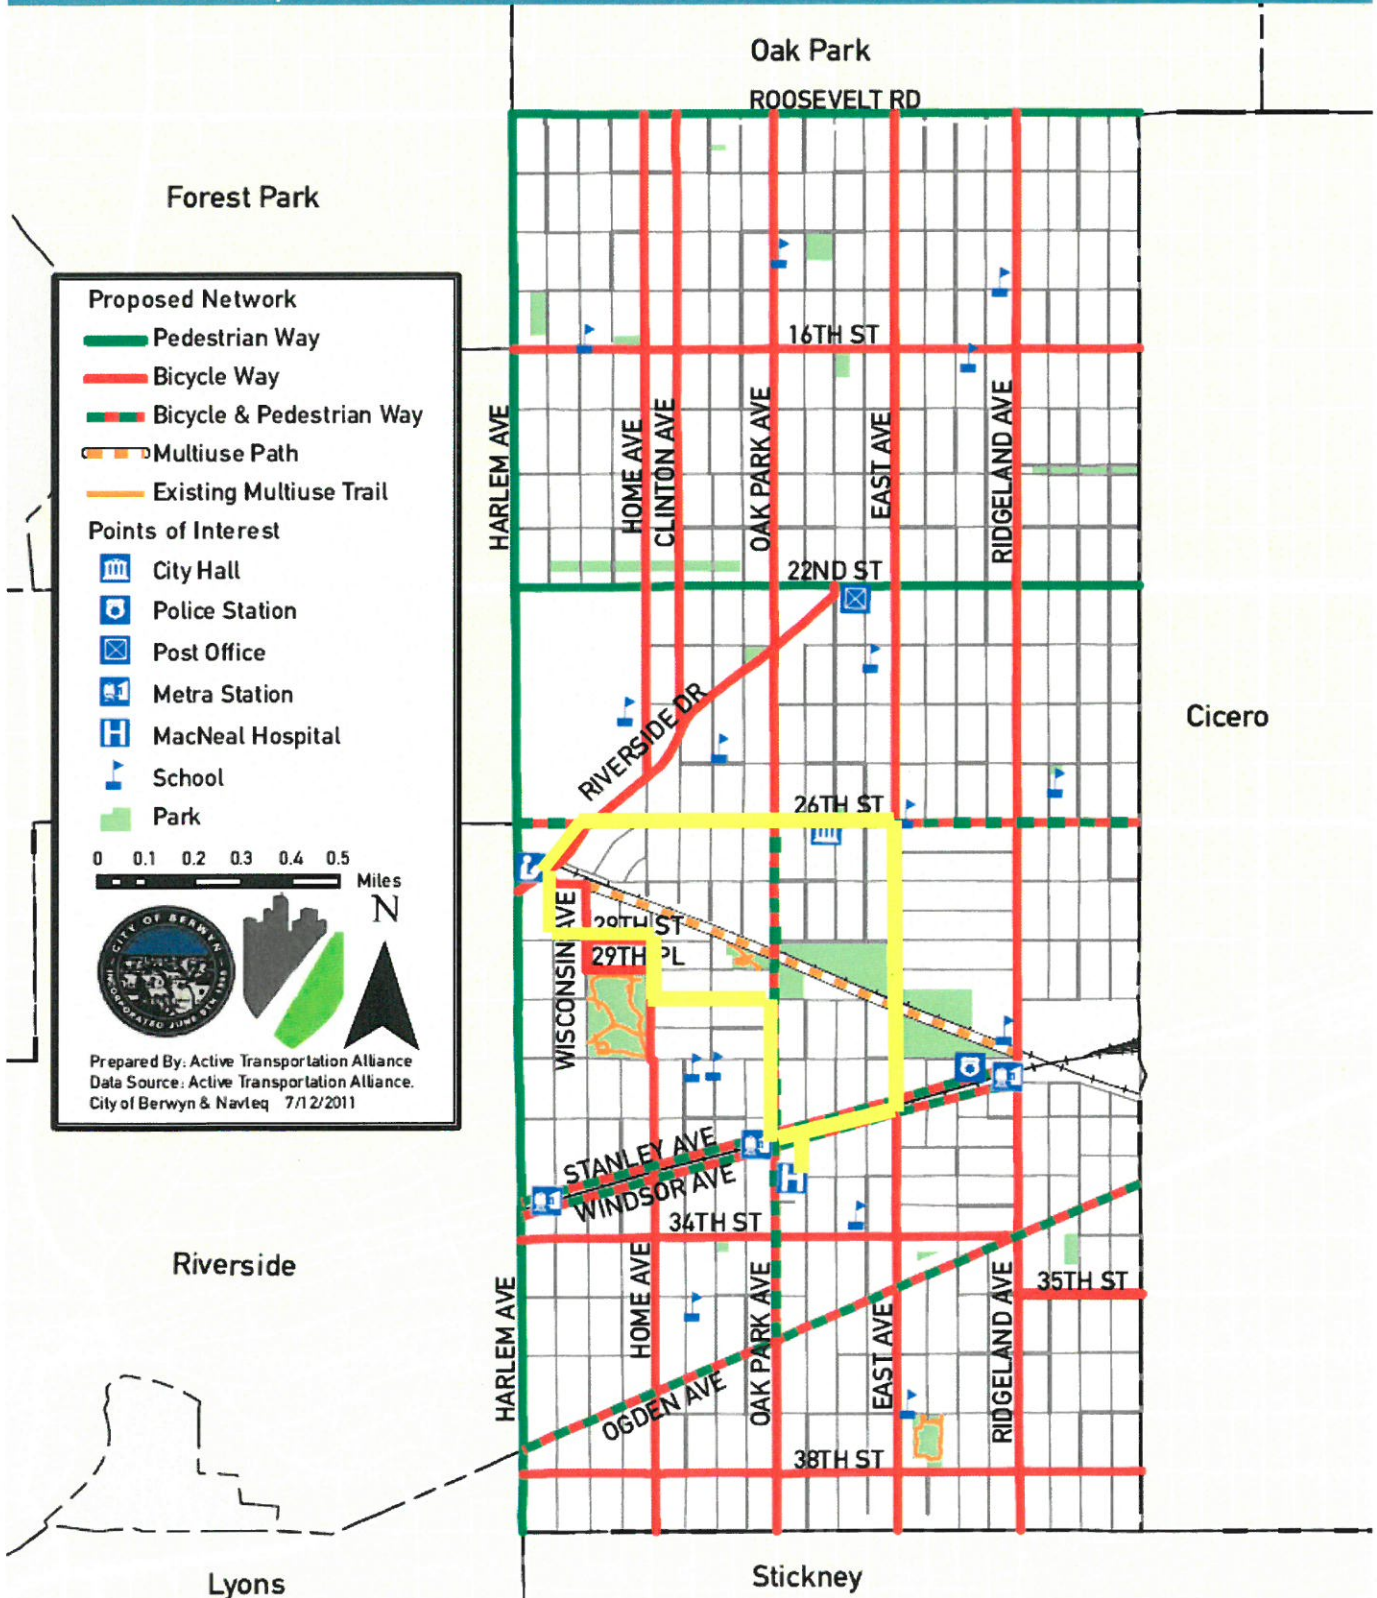 Oak Park
ROOSEVELT RD
Forest Park
Proposed Network
Pedestrian Way
Bicycle Way
Bicycle & Pedestrian Way
Multiuse Path
Existing Multiuse Trail
Points of Interest
City Hall
Police Station
Post Office
Metra Station
H MacNeal Hospital
School
Park
0 0.1 0.2 0.3 0.4 0.5
Miles
N
CITY OF BERWYN
Prepared By: Active Transportation Alliance
Data Source: Active Transportation Alliance.
City of Berwyn & Navteq 7/12/2011
16TH ST
HARLEM AVE
HOME AVE
CLINTON AVE
OAK PARK AVE
EAST AVE
RIDGELAND AVE
22ND ST
RIVERSIDE DR
Cicero
26TH ST
WISCONSIN AVE
29TH ST
29TH PL
STANLEY AVE
WINDSOR AVE
H
34TH ST
Riverside
35TH ST
HARLEM AVE
HOME AVE
OAK PARK AVE
EAST AVE
RIDGELAND AVE
OGDEN AVE
38TH ST
Lyons
Stickney